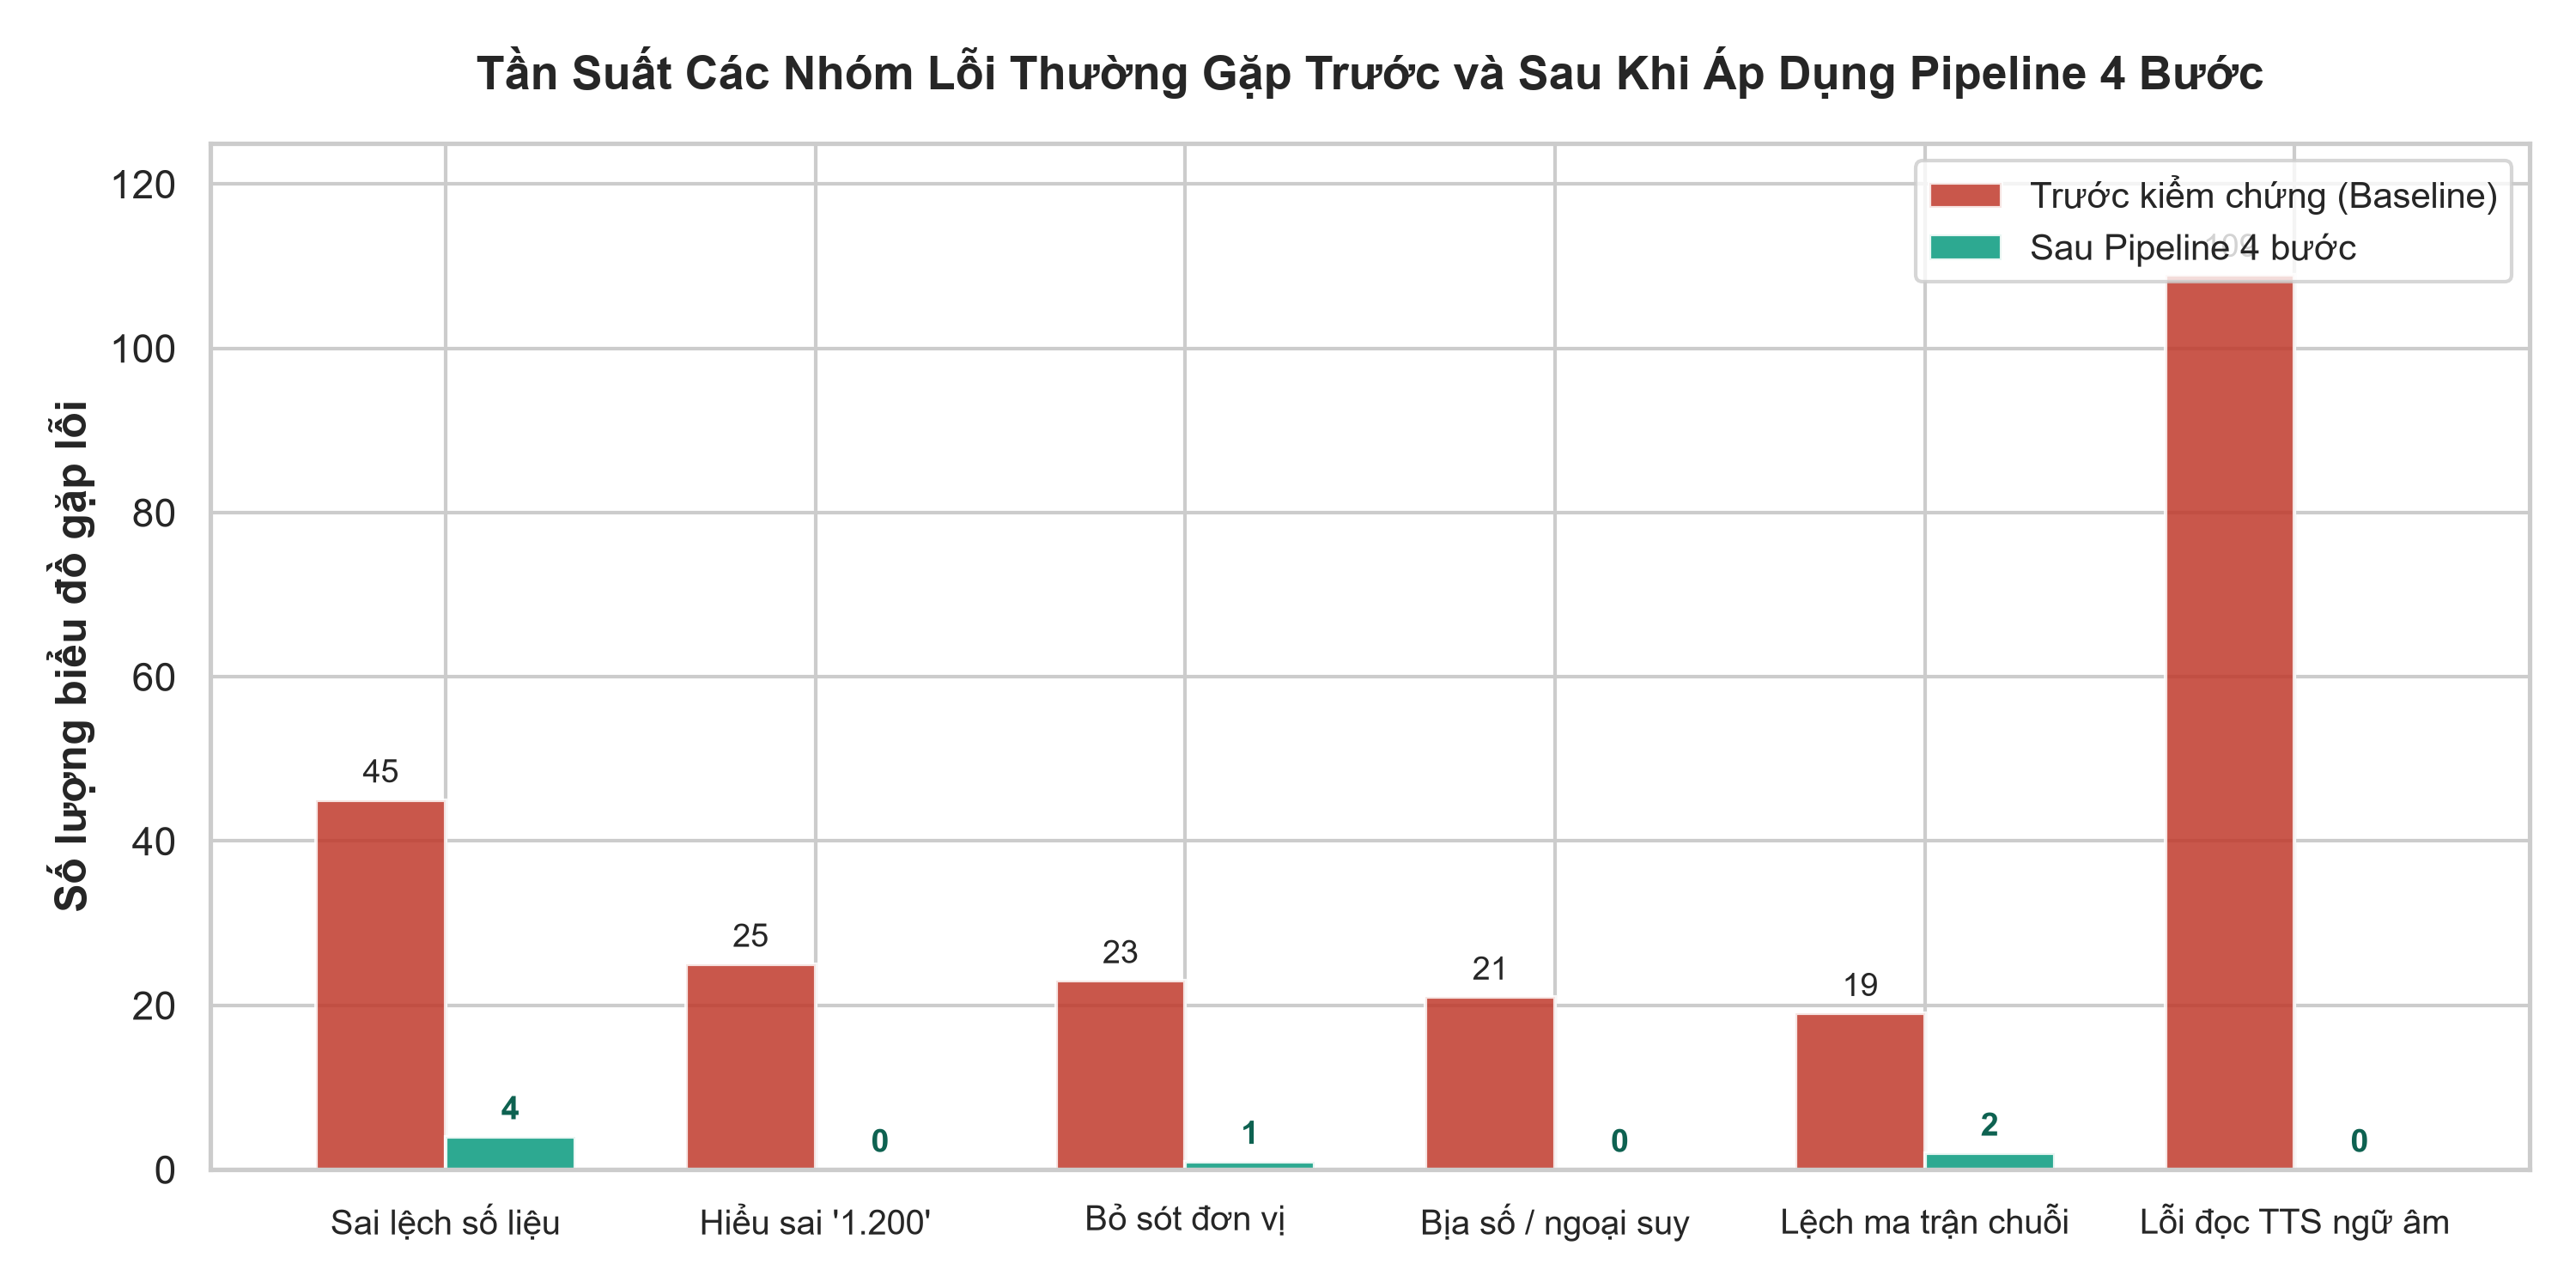 Tần Suất Các Nhóm Lỗi Thường Gặp Trước và Sau Khi Áp Dụng Pipeline 4 Bước
Số lượng biểu đồ gặp lỗi
120
100
80
60
40
20
0
Trước kiểm chứng (Baseline)
Sau Pipeline 4 bước
45
4
25
0
23
1
21
0
19
2
0
Sai lệch số liệu
Hiểu sai '1.200'
Bỏ sót đơn vị
Bịa số / ngoại suy
Lệch ma trận chuỗi
Lỗi đọc TTS ngữ âm